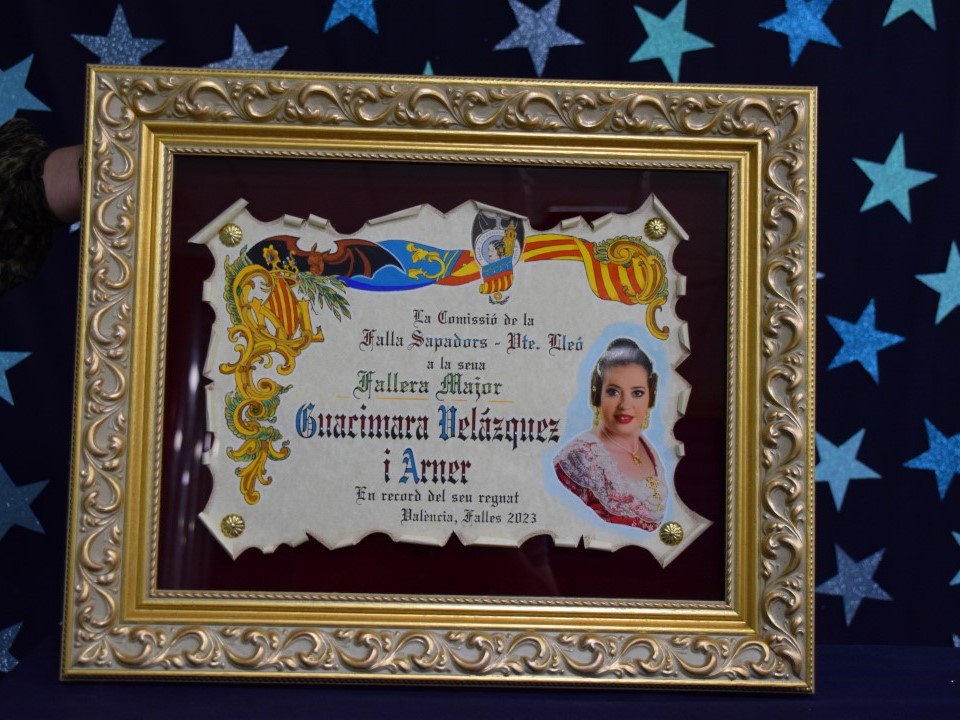 La Comissió de la
Falla Sapadors - Vte. Lleó
a la seua
Fallera Major
Guacimara Velázquez
i Arner
En record del seu regnat
València, Falles 2023